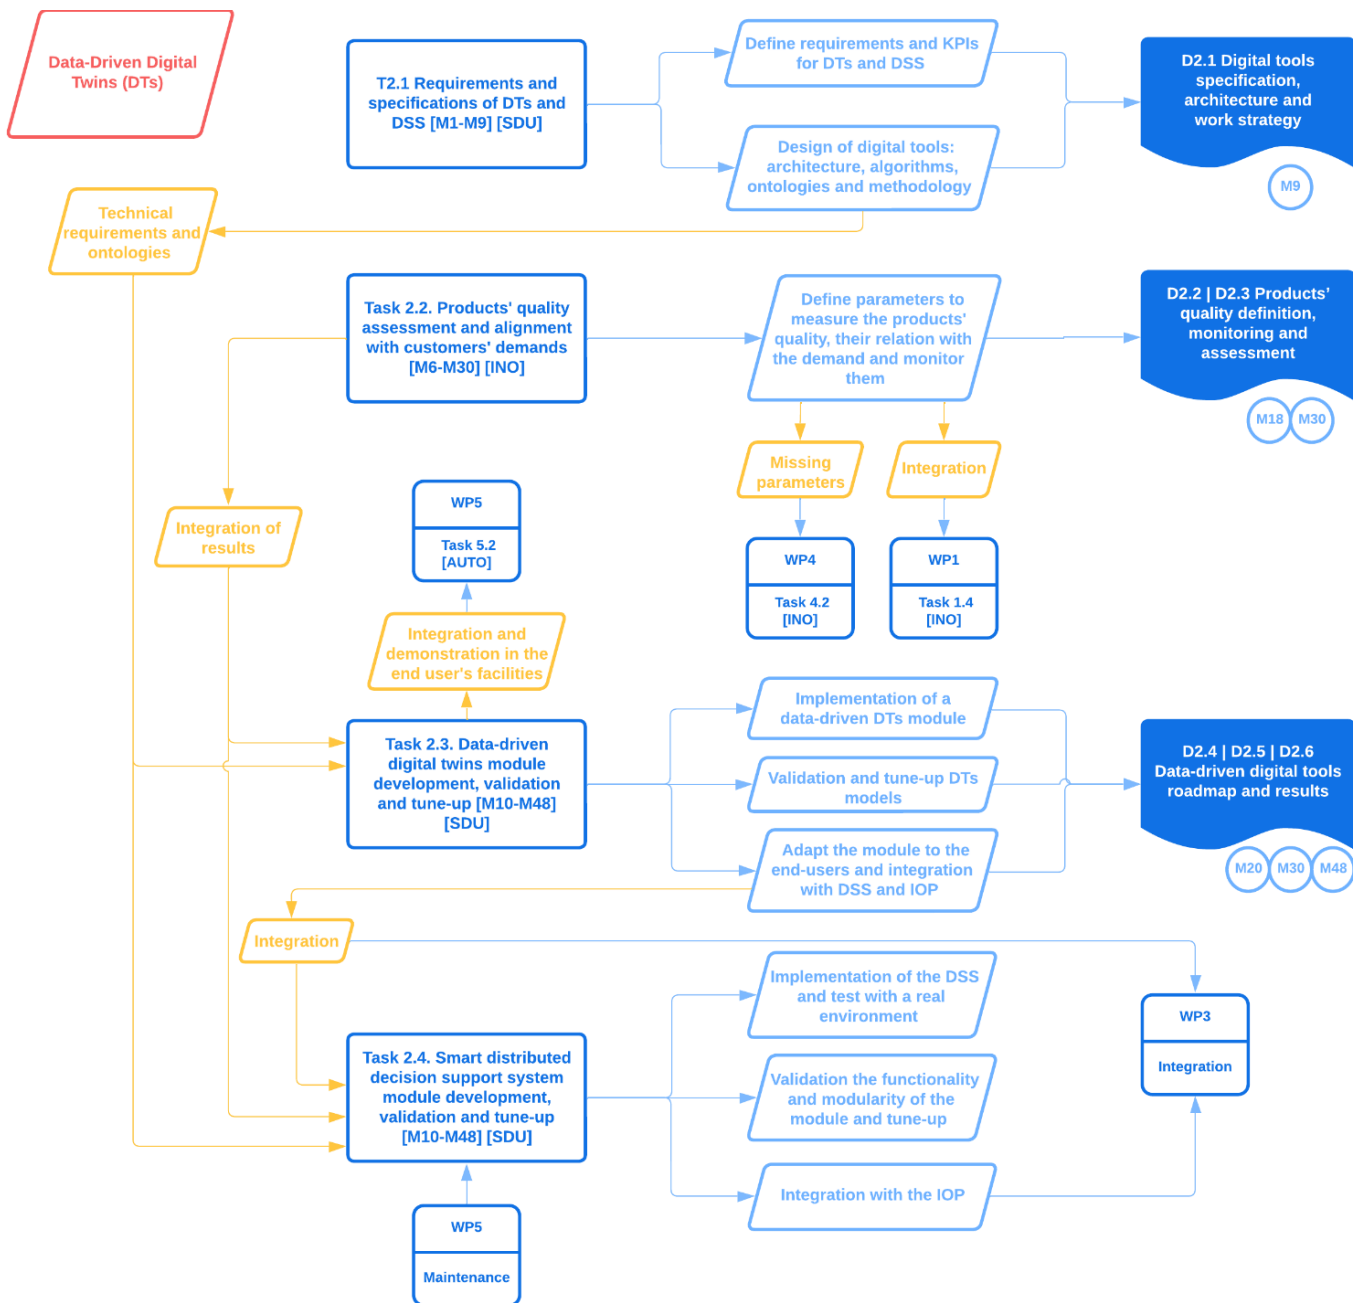 Data-Driven Digital
Twins (DTs)
T2.1 Requirements and
specifications of DTs and
DSS [M1-M9] [SDU]
Define requirements and KPIs
for DTs and DSS
Design of digital tools:
architecture, algorithms,
ontologies and methodology
D2.1 Digital tools
specification,
architecture and
work strategy
M9
Technical
requirements and
ontologies
Task 2.2. Products' quality
assessment and alignment
with customers' demands
[M6-M30] [INO]
Define parameters to
measure the products'
quality, their relation with
the demand and monitor
them
D2.2 | D2.3 Products’
quality definition,
monitoring and
assessment
M18
M30
Missing
parameters
Integration
WP5
Task 5.2
[AUTO]
Integration of
results
WP4
Task 4.2
[INO]
WP1
Task 1.4
[INO]
Integration and
demonstration in the
end user's facilities
Task 2.3. Data-driven
digital twins module
development, validation
and tune-up [M10-M48]
[SDU]
Implementation of a
data-driven DTs module
Validation and tune-up DTs
models
Adapt the module to the
end-users and integration
with DSS and IOP
D2.4 | D2.5 | D2.6
Data-driven digital tools
roadmap and results
M20
M30
M48
Integration
Implementation of the DSS
and test with a real
environment
WP3
Integration
Task 2.4. Smart distributed
decision support system
module development,
validation and tune-up
[M10-M48] [SDU]
Validation the functionality
and modularity of the
module and tune-up
Integration with the IOP
WP5
Maintenance